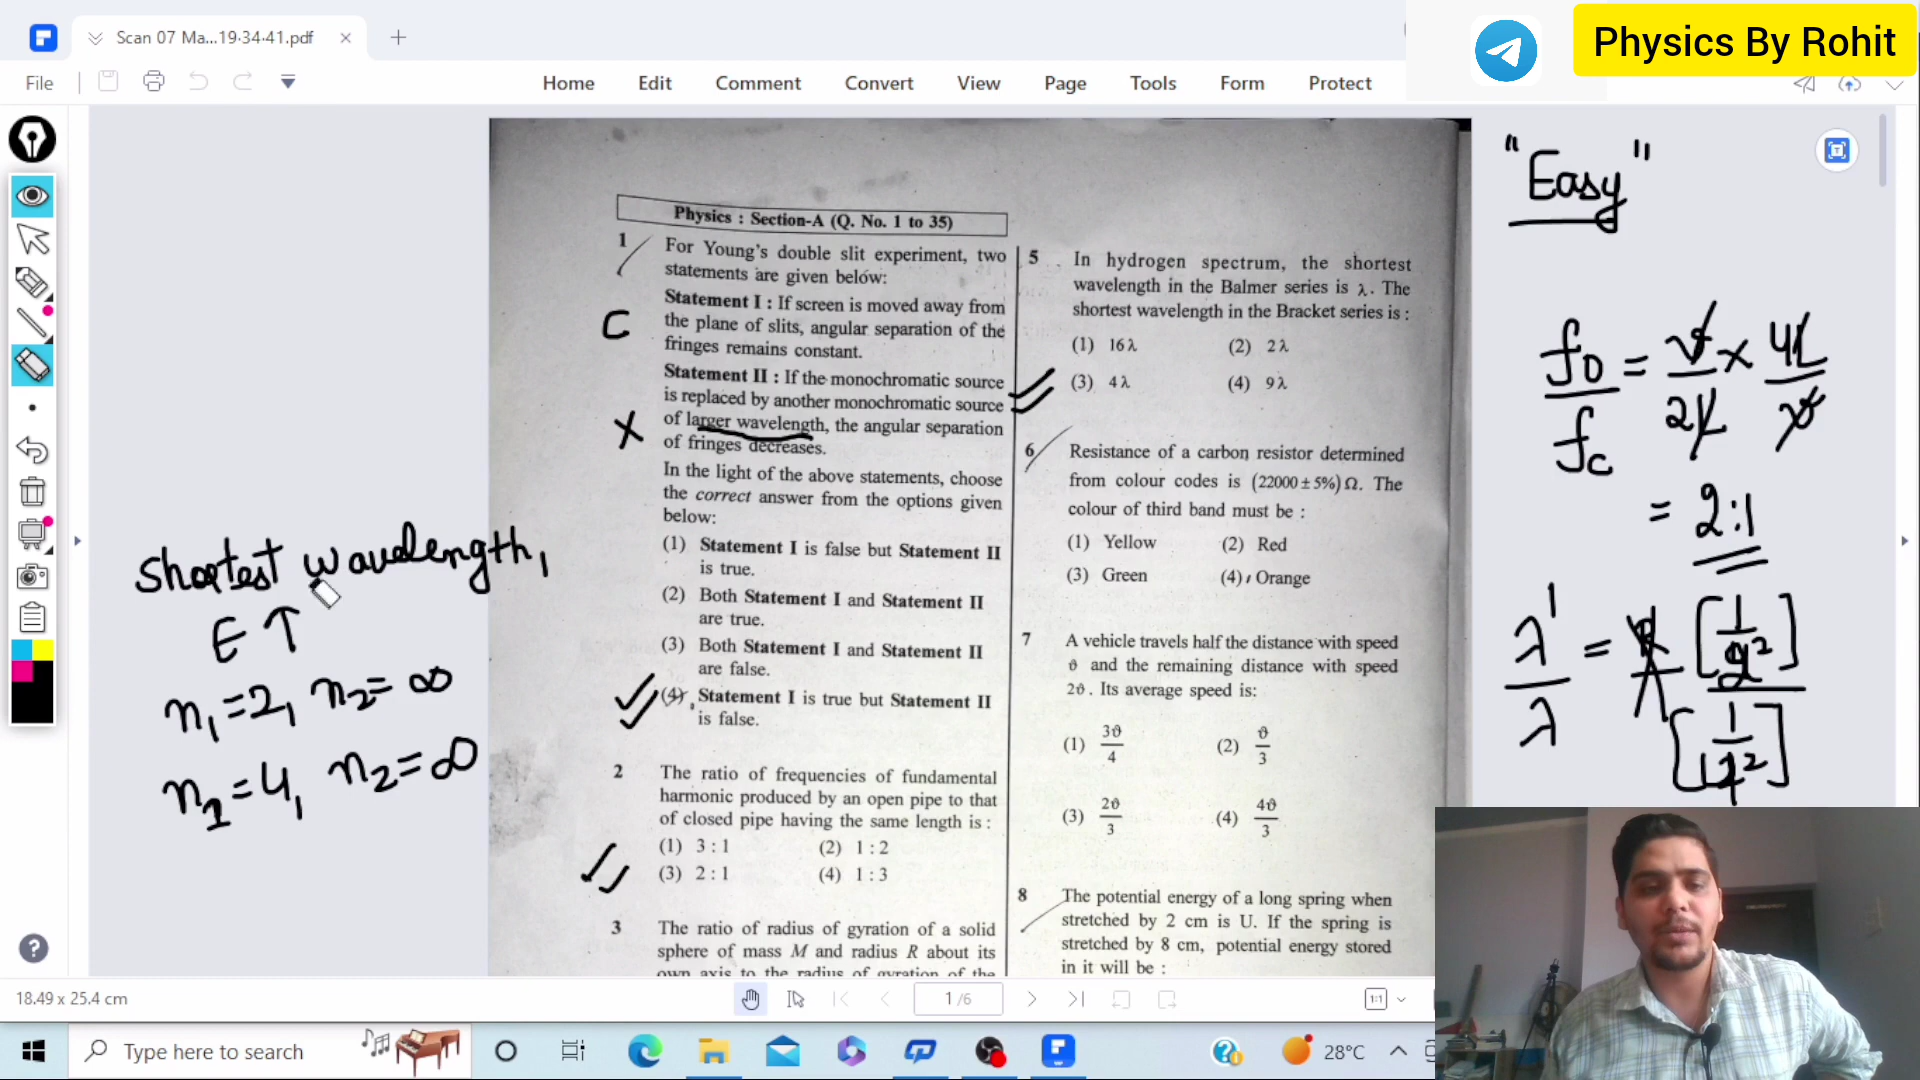 Physics By Rohit
Scan 07 Ma...19·34·41.pdf
File
Home Edit Comment Convert View Page Tools Form Protect
"Easy"
Physics : Section-A (Q. No. 1 to 35)
1 For Young's double slit experiment, two
statements are given below:
Statement I : If screen is moved away from
the plane of slits, angular separation of the
fringes remains constant.
C
Statement II : If the monochromatic source
is replaced by another monochromatic source
of larger wavelength, the angular separation
of fringes decreases.
X
In the light of the above statements, choose
the correct answer from the options given
below:
(1) Statement I is false but Statement II
is true.
(2) Both Statement I and Statement II
are true.
(3) Both Statement I and Statement II
are false.
(4) Statement I is true but Statement II
is false.
2 The ratio of frequencies of fundamental
harmonic produced by an open pipe to that
of closed pipe having the same length is :
(1) 3 : 1 (2) 1 : 2
(3) 2 : 1 (4) 1 : 3
3 The ratio of radius of gyration of a solid
sphere of mass M and radius R about its
own axis to the radius of gyration of the
5 In hydrogen spectrum, the shortest
wavelength in the Balmer series is λ. The
shortest wavelength in the Bracket series is :
(1) 16λ (2) 2λ
(3) 4λ (4) 9λ
6 Resistance of a carbon resistor determined
from colour codes is (22000 ± 5%) Ω. The
colour of third band must be :
(1) Yellow (2) Red
(3) Green (4) Orange
7 A vehicle travels half the distance with speed
ϑ and the remaining distance with speed
2ϑ. Its average speed is:
(1) 3ϑ/4 (2) ϑ/3
(3) 2ϑ/3 (4) 4ϑ/3
8 The potential energy of a long spring when
stretched by 2 cm is U. If the spring is
stretched by 8 cm, potential energy stored
in it will be :
Shortest wavelength,
E ↑
n₁=2, n₂=∞
n₁=4, n₂=∞
fo/fc = v/2L × 4L/v
= 2:1
18.49 x 25.4 cm
1 /6
1:1
Type here to search
28°C